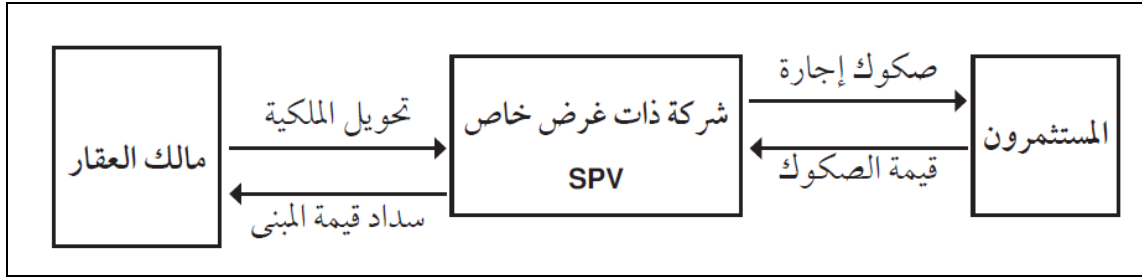 مالك العقار
تحويل الملكية
سداد قيمة المبنى
شركة ذات غرض خاص
SPV
صكوك إجارة
قيمة الصكوك
المستثمرون